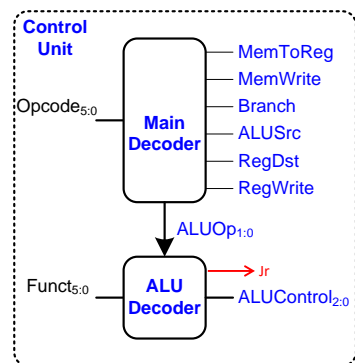 Control
Unit
MemToReg
MemWrite
Branch
ALUSrc
RegDst
RegWrite
Opcode5:0
Main
Decoder
ALUOp1:0
Jr
Funct5:0
ALU
Decoder
ALUControl2:0